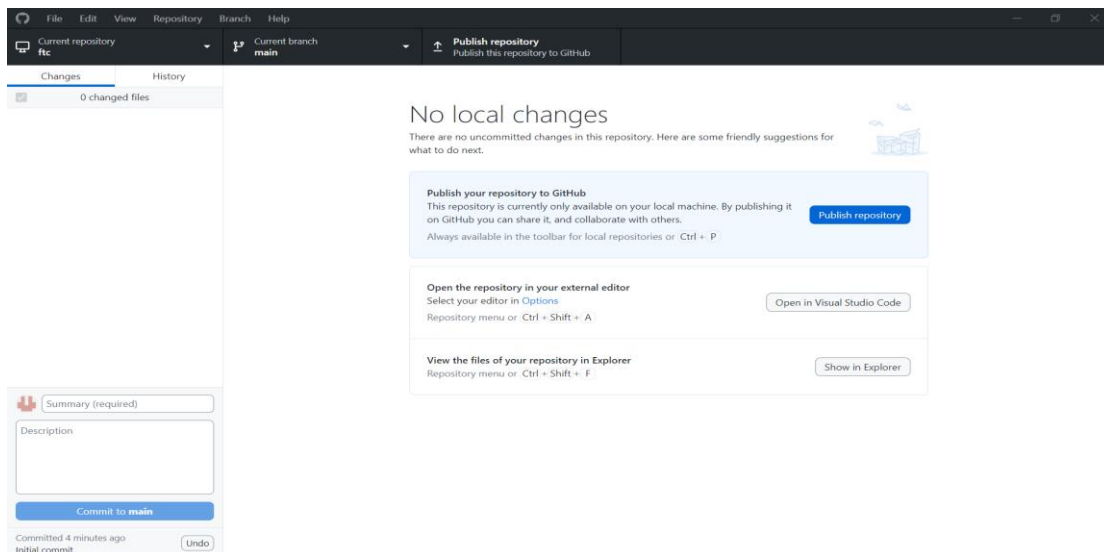 File Edit View Repository Branch Help
Current repository
ftc
Current branch
main
Publish repository
Publish this repository to GitHub
Changes History
0 changed files
No local changes
There are no uncommitted changes in this repository. Here are some friendly suggestions for
what to do next.
Publish your repository to GitHub
This repository is currently only available on your local machine. By publishing it
on GitHub you can share it, and collaborate with others.
Always available in the toolbar for local repositories or Ctrl + P
Publish repository
Open the repository in your external editor
Select your editor in Options
Repository menu or Ctrl + Shift + A
Open in Visual Studio Code
View the files of your repository in Explorer
Repository menu or Ctrl + Shift + F
Show in Explorer
Summary (required)
Description
Commit to main
Committed 4 minutes ago
Initial commit
Undo